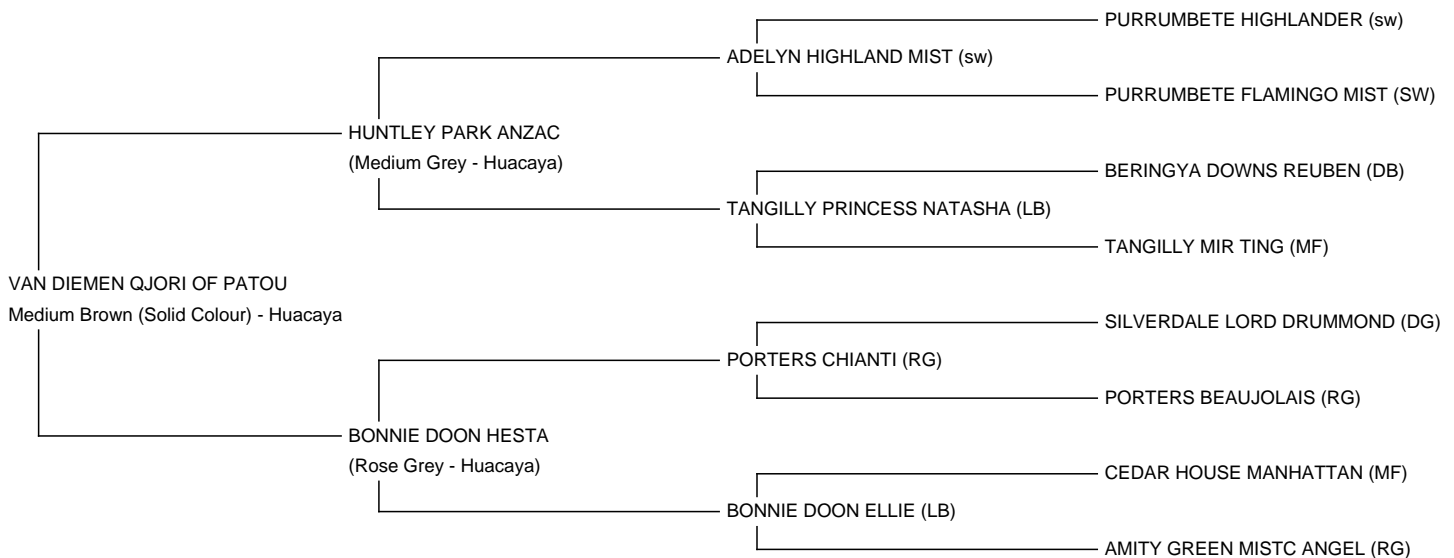 PURRUMBETE HIGHLANDER (sw)
ADELYN HIGHLAND MIST (sw)
PURRUMBETE FLAMINGO MIST (SW)
HUNTLEY PARK ANZAC
(Medium Grey - Huacaya)
BERINGYA DOWNS REUBEN (DB)
TANGILLY PRINCESS NATASHA (LB)
TANGILLY MIR TING (MF)
VAN DIEMEN QJORI OF PATOU
Medium Brown (Solid Colour) - Huacaya
SILVERDALE LORD DRUMMOND (DG)
PORTERS CHIANTI (RG)
PORTERS BEAUJOLAIS (RG)
BONNIE DOON HESTA
(Rose Grey - Huacaya)
CEDAR HOUSE MANHATTAN (MF)
BONNIE DOON ELLIE (LB)
AMITY GREEN MISTC ANGEL (RG)